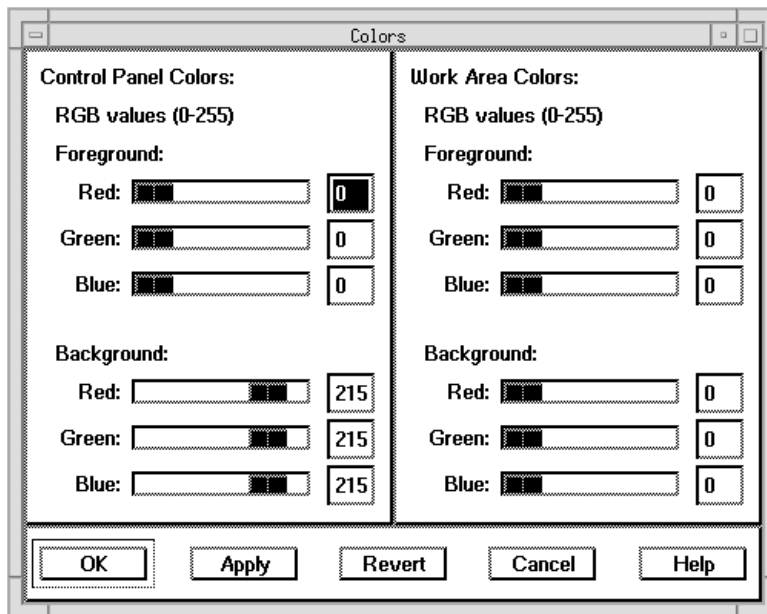 Colors
Control Panel Colors:
RGB values (0-255)
Foreground:
Red: 0
Green: 0
Blue: 0
Background:
Red: 215
Green: 215
Blue: 215
Work Area Colors:
RGB values (0-255)
Foreground:
Red: 0
Green: 0
Blue: 0
Background:
Red: 0
Green: 0
Blue: 0
OK Apply Revert Cancel Help